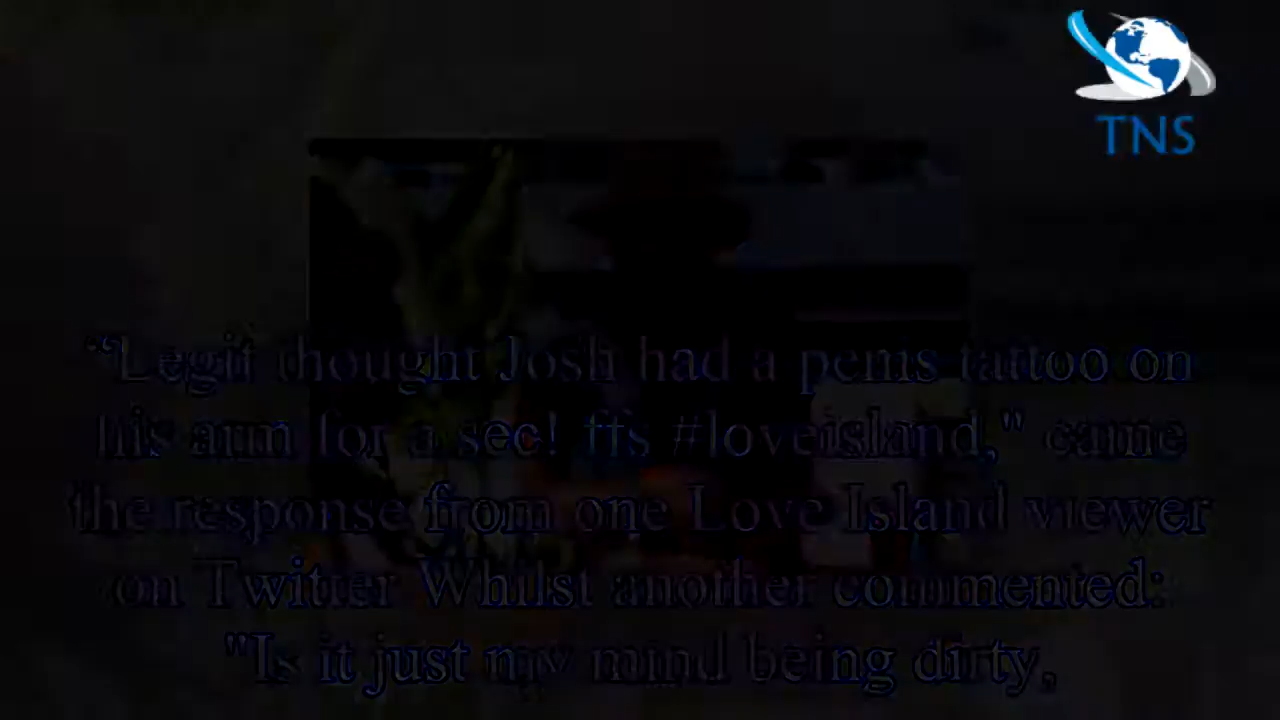 TNS
“Legit thought Josh had a penis tattoo on
his arm for a sec! ffs #loveisland," came
the response from one Love Island viewer
on Twitter Whilst another commented:
"Is it just my mind being dirty,